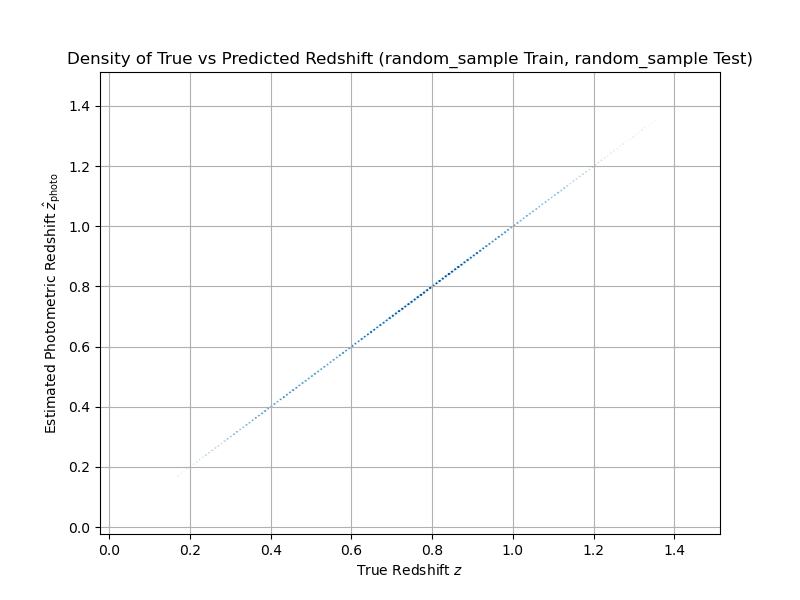 Density of True vs Predicted Redshift (random_sample Train, random_sample Test)
Estimated Photometric Redshift ẑphoto
1.4
1.2
1.0
0.8
0.6
0.4
0.2
0.0
0.0 0.2 0.4 0.6 0.8 1.0 1.2 1.4
True Redshift z